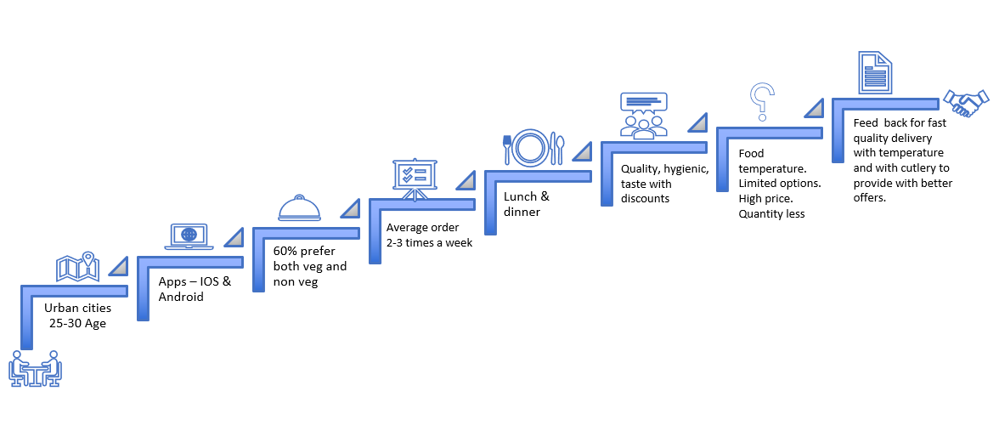 Urban cities
25-30 Age
Apps – IOS &
Android
60% prefer
both veg and
non veg
Average order
2-3 times a week
Lunch &
dinner
Quality, hygienic,
taste with
discounts
Food
temperature.
Limited options.
High price.
Quantity less
Feed  back for fast
quality delivery
with temperature
and with cutlery to
provide with better
offers.